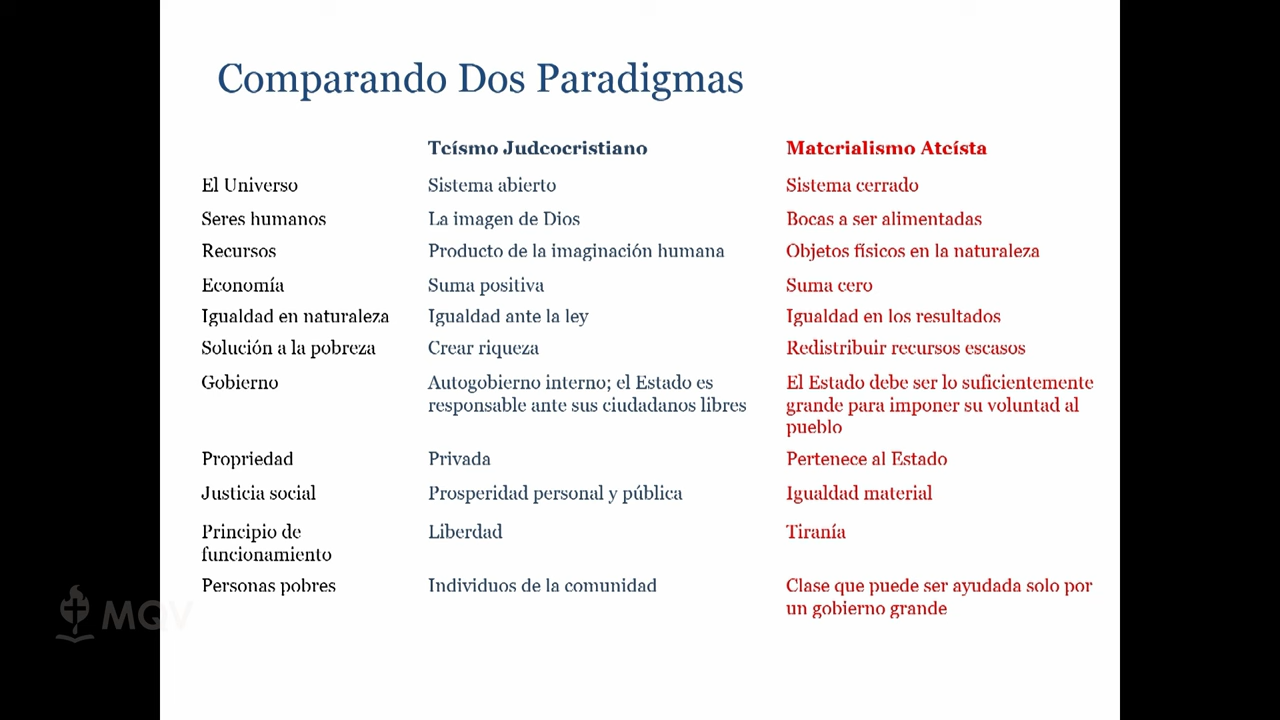 Comparando Dos Paradigmas
Teísmo Judeocristiano Materialismo Ateísta
El Universo Sistema abierto Sistema cerrado
Seres humanos La imagen de Dios Bocas a ser alimentadas
Recursos Producto de la imaginación humana Objetos físicos en la naturaleza
Economía Suma positiva Suma cero
Igualdad en naturaleza Igualdad ante la ley Igualdad en los resultados
Solución a la pobreza Crear riqueza Redistribuir recursos escasos
Gobierno Autogobierno interno; el Estado es El Estado debe ser lo suficientemente
responsable ante sus ciudadanos libres grande para imponer su voluntad al
pueblo
Propriedad Privada Pertenece al Estado
Justicia social Prosperidad personal y pública Igualdad material
Principio de Liberdad Tiranía
funcionamiento
Personas pobres Individuos de la comunidad Clase que puede ser ayudada solo por
un gobierno grande
MQV